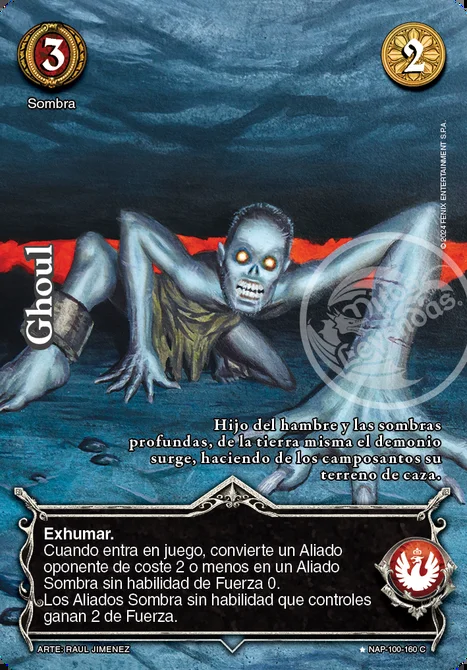 3
2
Sombra
© 2024 FENIX ENTERTAINMENT S.P.A.
Ghoul
Hijo del hambre y las sombras
profundas, de la tierra misma el demonio
surge, haciendo de los camposantos su
terreno de caza.
Exhumar.
Cuando entra en juego, convierte un Aliado
oponente de coste 2 o menos en un Aliado
Sombra sin habilidad de Fuerza 0.
Los Aliados Sombra sin habilidad que controles
ganan 2 de Fuerza.
ARTE: RAUL JIMENEZ
★ NAP-100-160 C